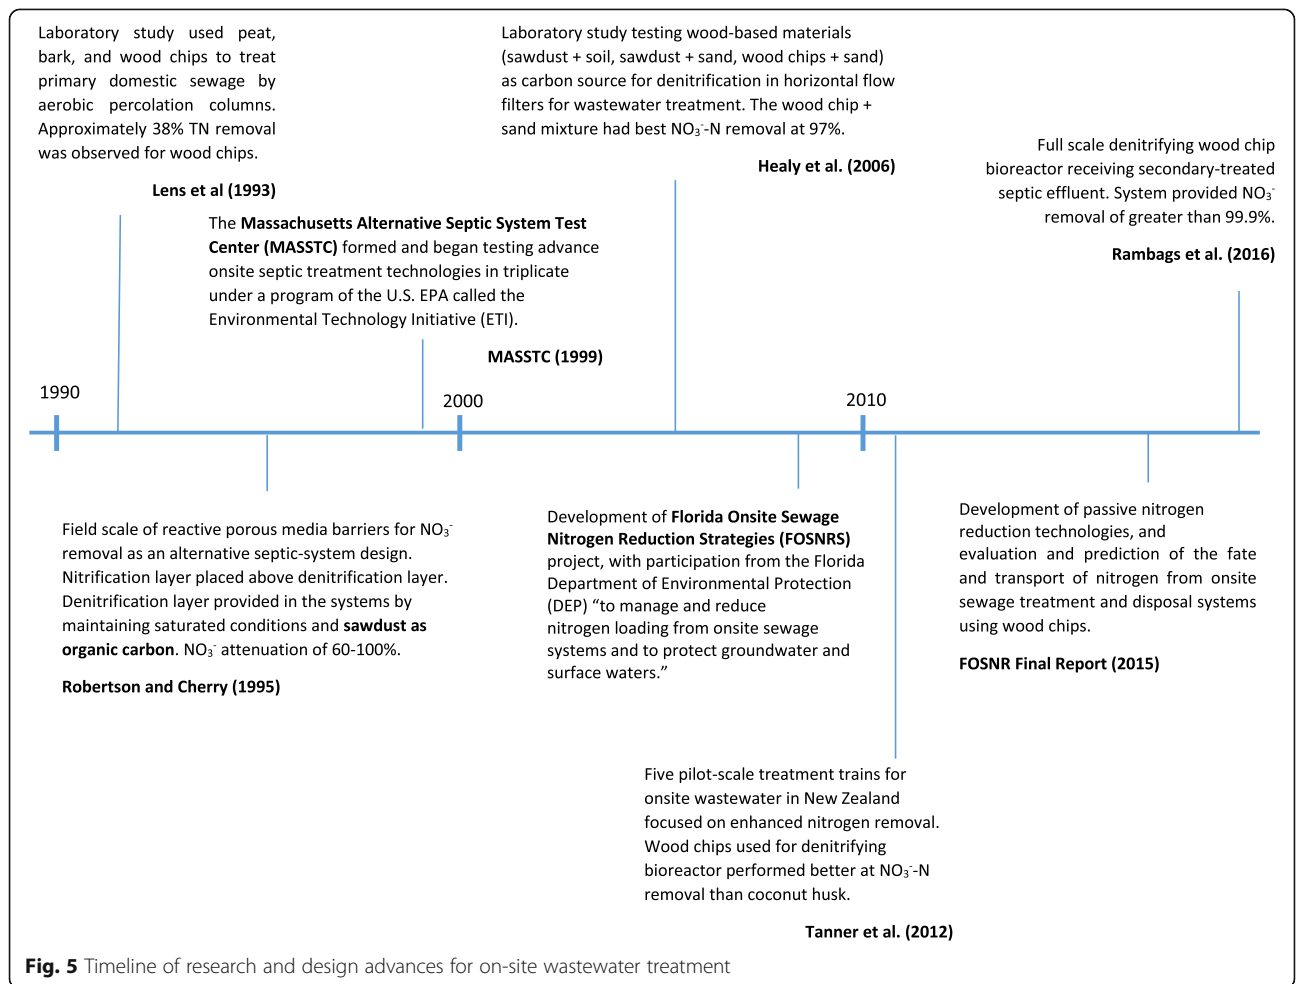 Laboratory study used peat,
bark, and wood chips to treat
primary domestic sewage by
aerobic percolation columns.
Approximately 38% TN removal
was observed for wood chips.
Lens et al (1993)
Laboratory study testing wood-based materials
(sawdust + soil, sawdust + sand, wood chips + sand)
as carbon source for denitrification in horizontal flow
filters for wastewater treatment. The wood chip +
sand mixture had best NO₃⁻-N removal at 97%.
Healy et al. (2006)
Full scale denitrifying wood chip
bioreactor receiving secondary-treated
septic effluent. System provided NO₃⁻
removal of greater than 99.9%.
Rambags et al. (2016)
The Massachusetts Alternative Septic System Test
Center (MASSTC) formed and began testing advance
onsite septic treatment technologies in triplicate
under a program of the U.S. EPA called the
Environmental Technology Initiative (ETI).
MASSTC (1999)
1990
2000
2010
Field scale of reactive porous media barriers for NO₃⁻
removal as an alternative septic-system design.
Nitrification layer placed above denitrification layer.
Denitrification layer provided in the systems by
maintaining saturated conditions and sawdust as
organic carbon. NO₃⁻ attenuation of 60-100%.
Robertson and Cherry (1995)
Development of Florida Onsite Sewage
Nitrogen Reduction Strategies (FOSNRS)
project, with participation from the Florida
Department of Environmental Protection
(DEP) “to manage and reduce
nitrogen loading from onsite sewage
systems and to protect groundwater and
surface waters.”
Development of passive nitrogen
reduction technologies, and
evaluation and prediction of the fate
and transport of nitrogen from onsite
sewage treatment and disposal systems
using wood chips.
FOSNR Final Report (2015)
Five pilot-scale treatment trains for
onsite wastewater in New Zealand
focused on enhanced nitrogen removal.
Wood chips used for denitrifying
bioreactor performed better at NO₃⁻-N
removal than coconut husk.
Tanner et al. (2012)
Fig. 5 Timeline of research and design advances for on-site wastewater treatment